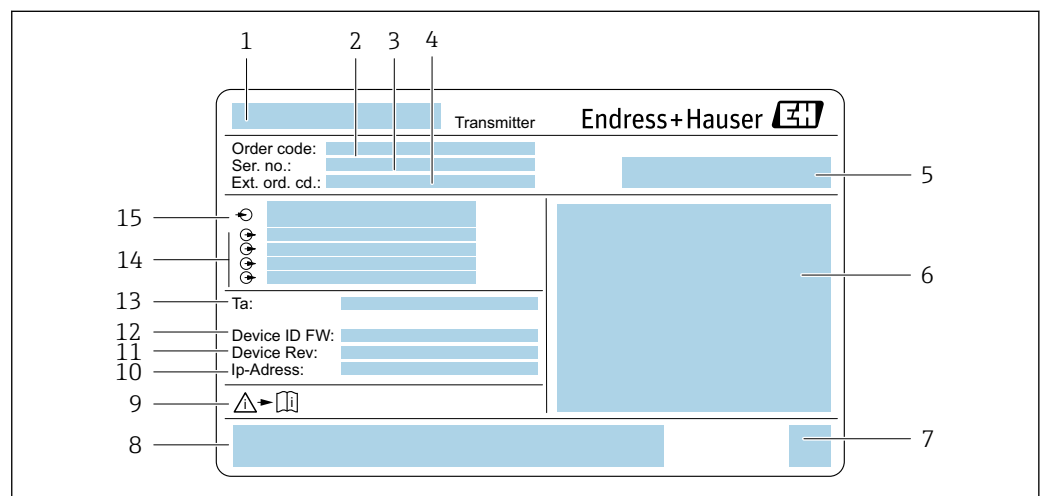 1 2 3 4
Transmitter Endress+Hauser EH
Order code:
Ser. no.:
Ext. ord. cd.:
5
15
14
6
13 Ta:
12 Device ID FW:
11 Device Rev:
10 Ip-Adress:
9 i i
8 7